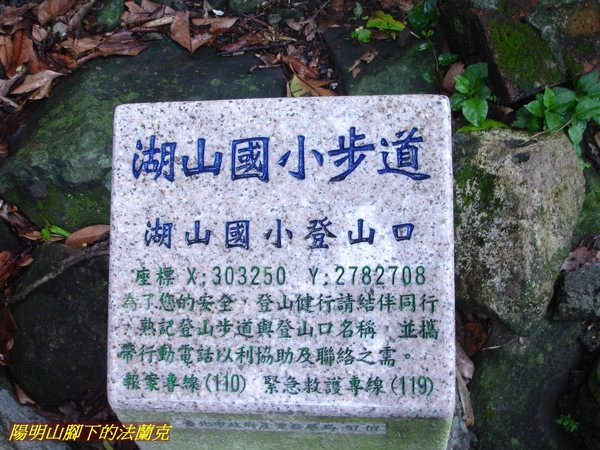 湖山國小步道
湖山國小登山口
座標 X:303250 Y:2782708
為了您的安全,登山健行請結伴同行
,熟記登山步道與登山口名稱,並攜
帶行動電話以利協助及聯絡之需。
報案專線(110) 緊急救護專線(119)
陽明山腳下的法蘭克